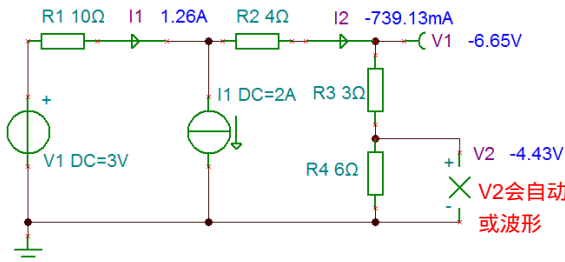 R1 10Ω I1 1.26A R2 4Ω I2 -739.13mA
V1 -6.65V
I1 DC=2A R3 3Ω
+
V1 DC=3V
V2 -4.43V
R4 6Ω + V2会自动
- 或波形